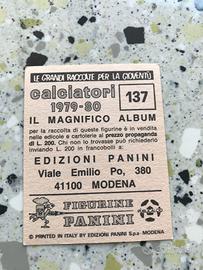 LE GRANDI RACCOLTE PER LA GIOVENTÙ
calciatori
1979-80
137
IL MAGNIFICO ALBUM
per la raccolta di queste figurine è in vendita
nelle edicole e cartolerie al prezzo propaganda
di L. 200. Chi non lo trovasse può richiederlo
inviando L. 200 in francobolli a:
EDIZIONI PANINI
Viale Emilio Po, 380
41100 MODENA
FIGURINE
PANINI
© PRINTED IN ITALY BY EDIZIONI PANINI S.p.a - MODENA